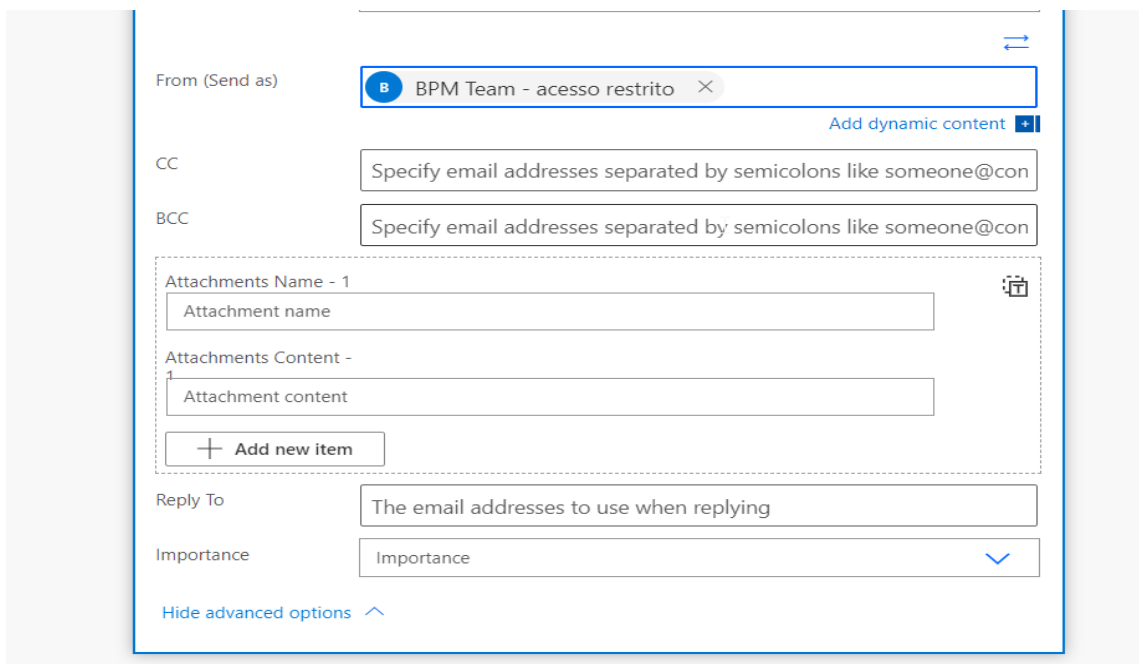 From (Send as)
B BPM Team - acesso restrito
Add dynamic content
CC
Specify email addresses separated by semicolons like someone@con
BCC
Specify email addresses separated by semicolons like someone@con
Attachments Name - 1
Attachment name
Attachments Content -
1
Attachment content
Add new item
Reply To
The email addresses to use when replying
Importance
Importance
Hide advanced options